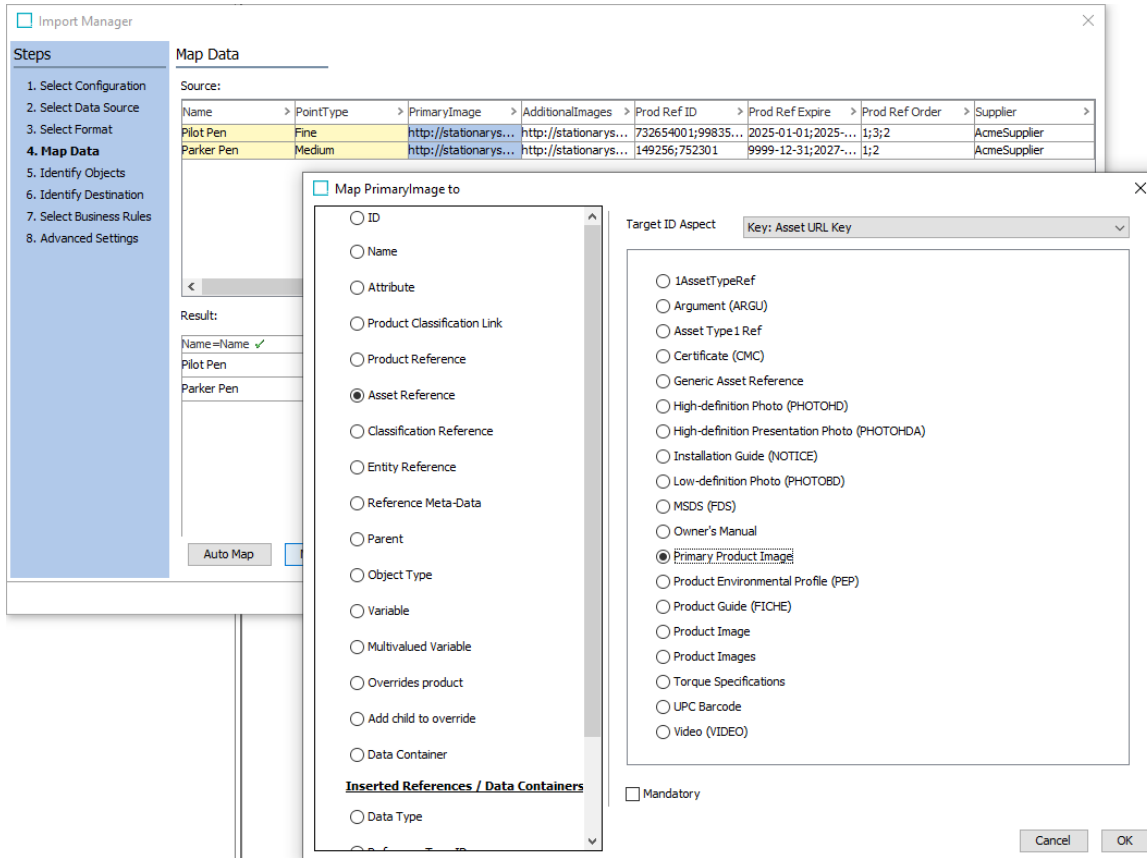 Import Manager
Steps
1. Select Configuration
2. Select Data Source
3. Select Format
4. Map Data
5. Identify Objects
6. Identify Destination
7. Select Business Rules
8. Advanced Settings
Map Data
Source:
Name > PointType > PrimaryImage > AdditionalImages > Prod Ref ID > Prod Ref Expire > Prod Ref Order > Supplier >
Pilot Pen Fine http://stationarys... http://stationarys... 732654001;99835... 2025-01-01;2025-... 1;3;2 AcmeSupplier
Parker Pen Medium http://stationarys... http://stationarys... 149256;752301 9999-12-31;2027-... 1;2 AcmeSupplier
Result:
Name=Name
Pilot Pen
Parker Pen
Auto Map
Map PrimaryImage to
ID
Name
Attribute
Product Classification Link
Product Reference
Asset Reference
Classification Reference
Entity Reference
Reference Meta-Data
Parent
Object Type
Variable
Multivalued Variable
Overrides product
Add child to override
Data Container
Inserted References / Data Containers
Data Type
Target ID Aspect
Key: Asset URL Key
1AssetTypeRef
Argument (ARGU)
Asset Type1 Ref
Certificate (CMC)
Generic Asset Reference
High-definition Photo (PHOTOHD)
High-definition Presentation Photo (PHOTOHDA)
Installation Guide (NOTICE)
Low-definition Photo (PHOTOBD)
MSDS (FDS)
Owner's Manual
Primary Product Image
Product Environmental Profile (PEP)
Product Guide (FICHE)
Product Image
Product Images
Torque Specifications
UPC Barcode
Video (VIDEO)
Mandatory
Cancel
OK